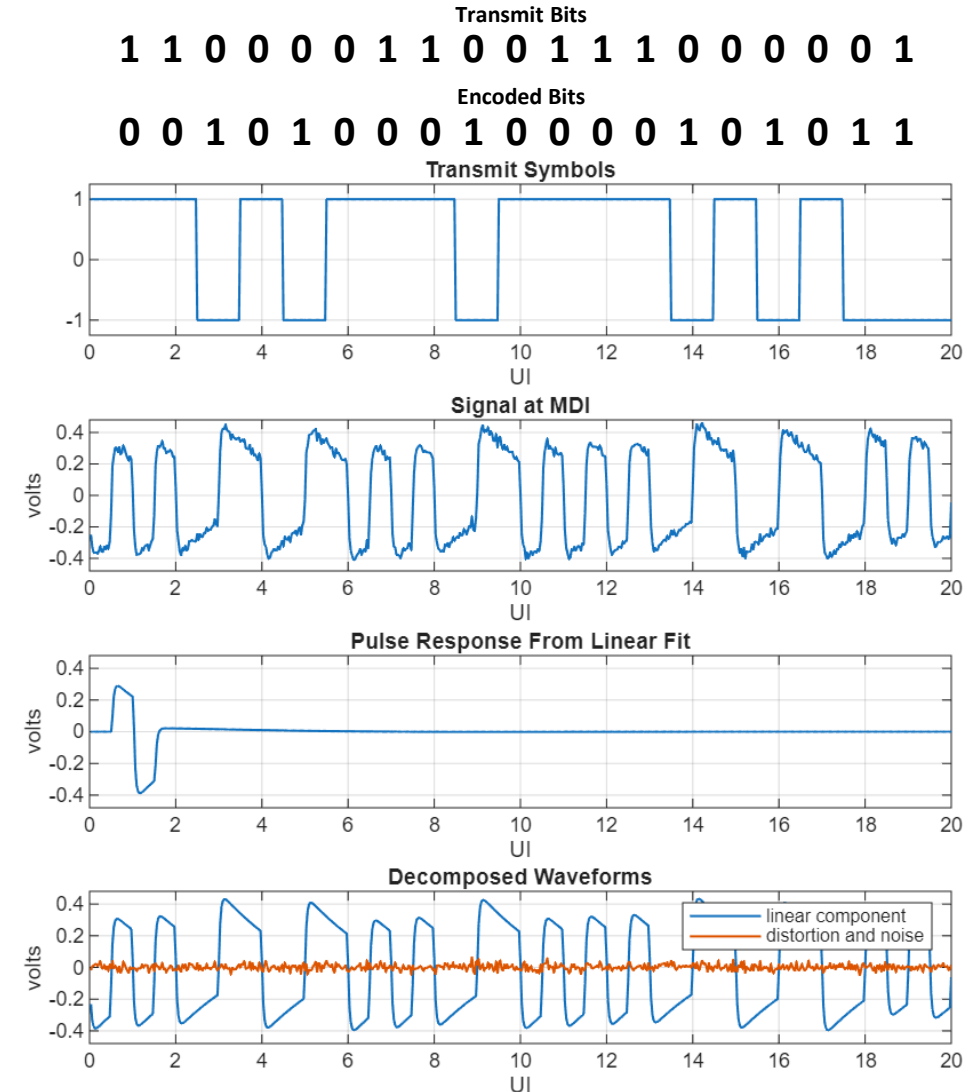 Transmit Bits
1 1 0 0 0 0 1 1 0 0 1 1 1 0 0 0 0 0 1
Encoded Bits
0 0 1 0 1 0 0 0 1 0 0 0 0 1 0 1 0 1 1
Transmit Symbols
1
0
-1
0 2 4 6 8 10 12 14 16 18 20
UI
Signal at MDI
0.4
0.2
0
-0.2
-0.4
volts
0 2 4 6 8 10 12 14 16 18 20
UI
Pulse Response From Linear Fit
0.4
0.2
0
-0.2
-0.4
volts
0 2 4 6 8 10 12 14 16 18 20
UI
Decomposed Waveforms
0.4
0.2
0
-0.2
-0.4
volts
linear component
distortion and noise
0 2 4 6 8 10 12 14 16 18 20
UI